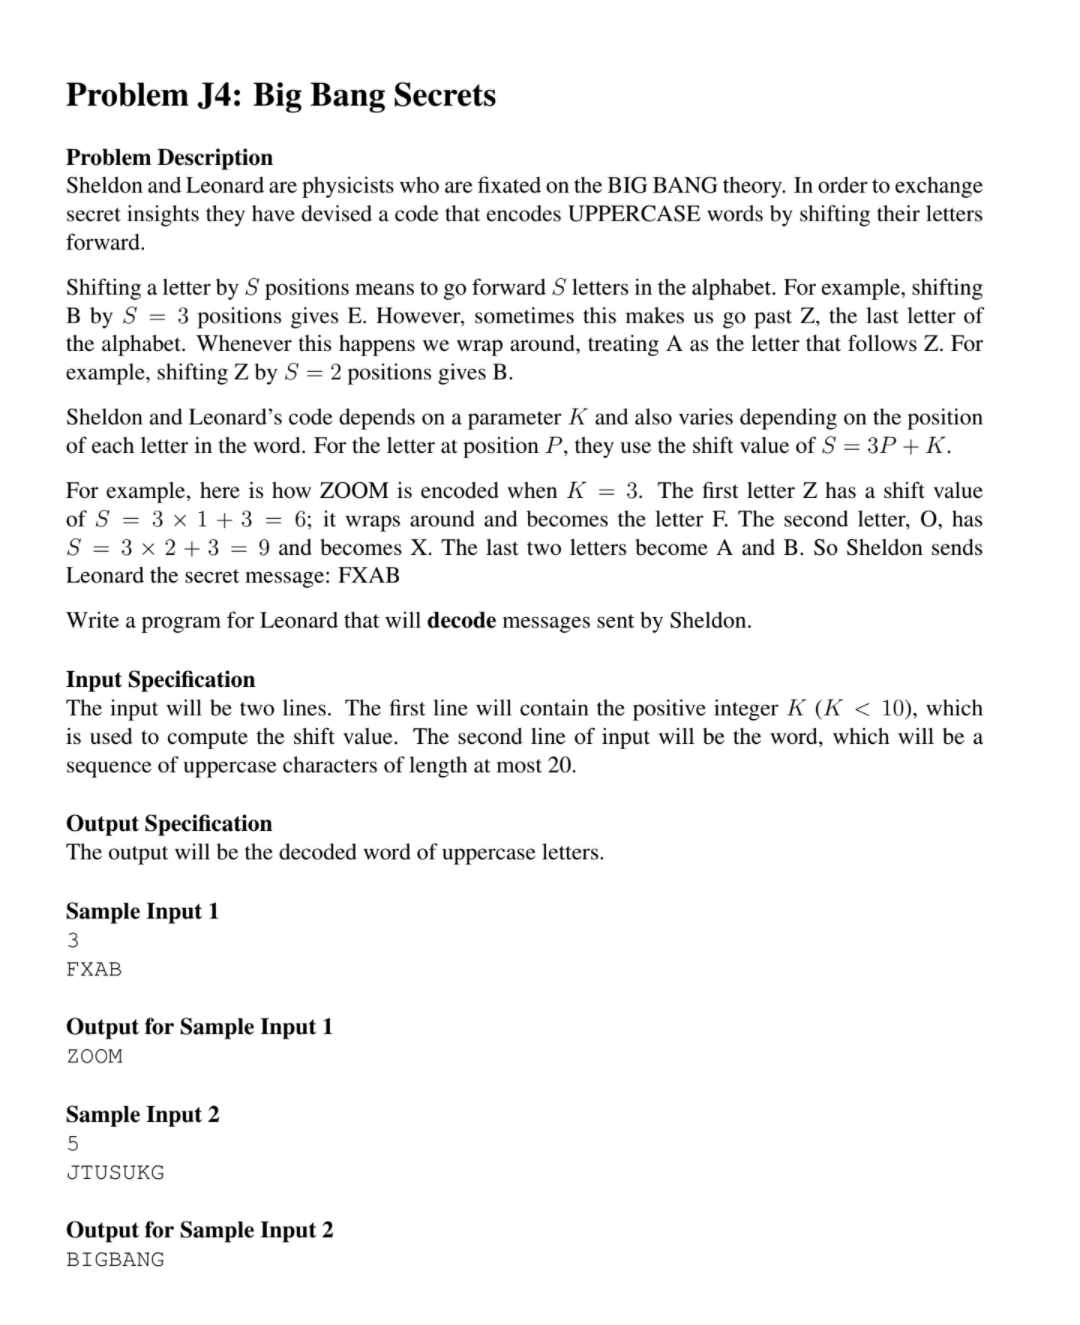 Problem J4: Big Bang Secrets
Problem Description
Sheldon and Leonard are physicists who are fixated on the BIG BANG theory. In order to exchange
secret insights they have devised a code that encodes UPPERCASE words by shifting their letters
forward.
Shifting a letter by S positions means to go forward S letters in the alphabet. For example, shifting
B by S = 3 positions gives E. However, sometimes this makes us go past Z, the last letter of
the alphabet. Whenever this happens we wrap around, treating A as the letter that follows Z. For
example, shifting Z by S = 2 positions gives B.
Sheldon and Leonard's code depends on a parameter K and also varies depending on the position
of each letter in the word. For the letter at position P, they use the shift value of S = 3P + K.
For example, here is how ZOOM is encoded when K = 3. The first letter Z has a shift value
of S = 3 × 1 + 3 = 6; it wraps around and becomes the letter F. The second letter, O, has
S = 3 × 2 + 3 = 9 and becomes X. The last two letters become A and B. So Sheldon sends
Leonard the secret message: FXAB
Write a program for Leonard that will decode messages sent by Sheldon.
Input Specification
The input will be two lines. The first line will contain the positive integer K (K < 10), which
is used to compute the shift value. The second line of input will be the word, which will be a
sequence of uppercase characters of length at most 20.
Output Specification
The output will be the decoded word of uppercase letters.
Sample Input 1
3
FXAB
Output for Sample Input 1
ZOOM
Sample Input 2
5
JTUSUKG
Output for Sample Input 2
BIGBANG